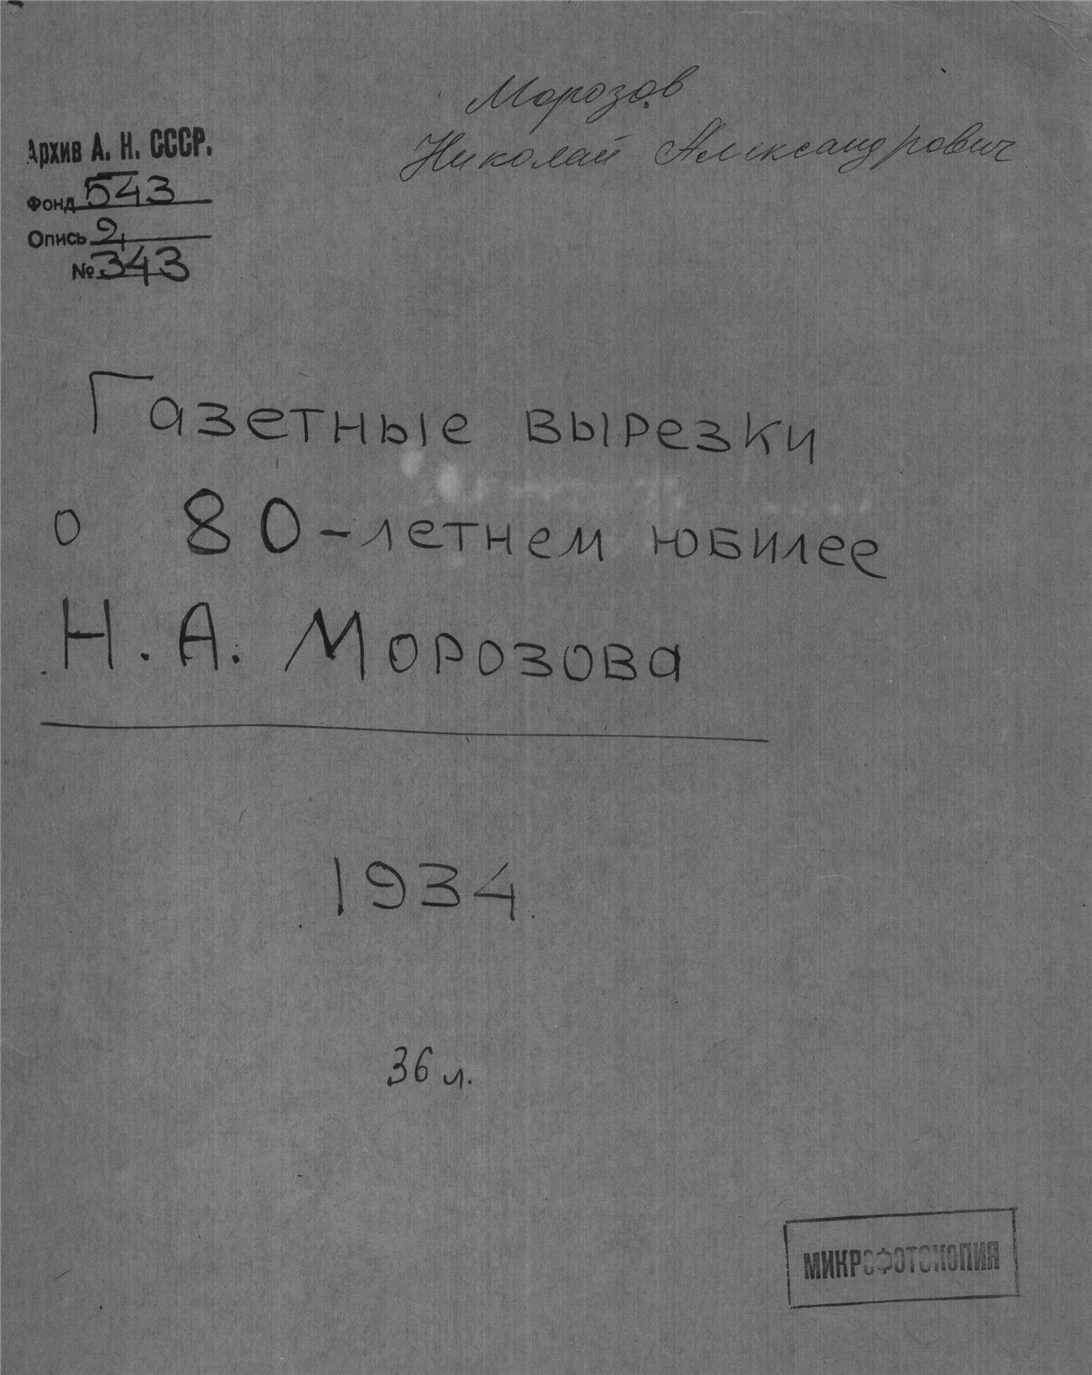 Морозов
Николай Александрович
Архив А. Н. СССР.
Фонд 543
Опись 2
№ 343
Газетные вырезки
о 80-летнем юбилее
Н. А. Морозова
1934
36 л.
МИКРОФОТОКОПИЯ